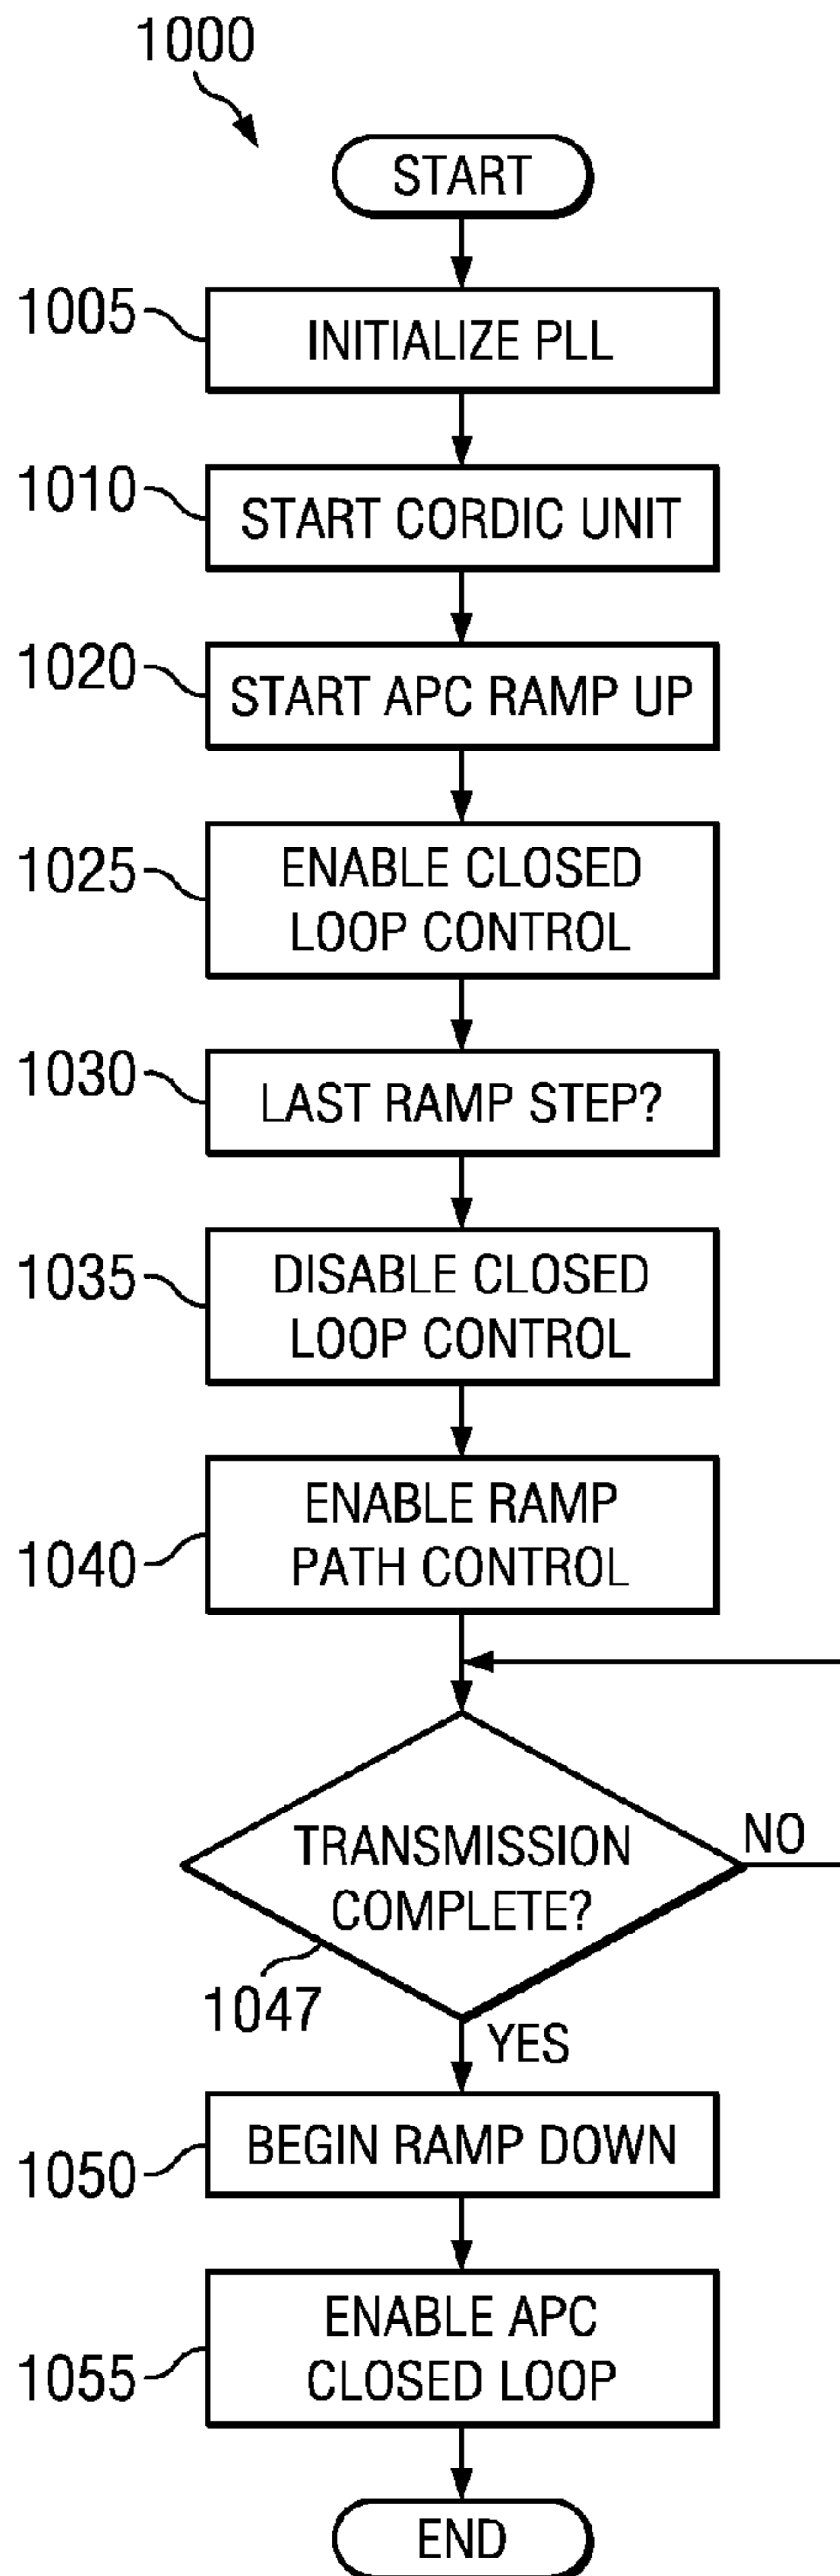 1000
START
1005
INITIALIZE PLL
1010
START CORDIC UNIT
1020
START APC RAMP UP
1025
ENABLE CLOSED
LOOP CONTROL
1030
LAST RAMP STEP?
1035
DISABLE CLOSED
LOOP CONTROL
1040
ENABLE RAMP
PATH CONTROL
TRANSMISSION
COMPLETE?
NO
1047
YES
1050
BEGIN RAMP DOWN
1055
ENABLE APC
CLOSED LOOP
END